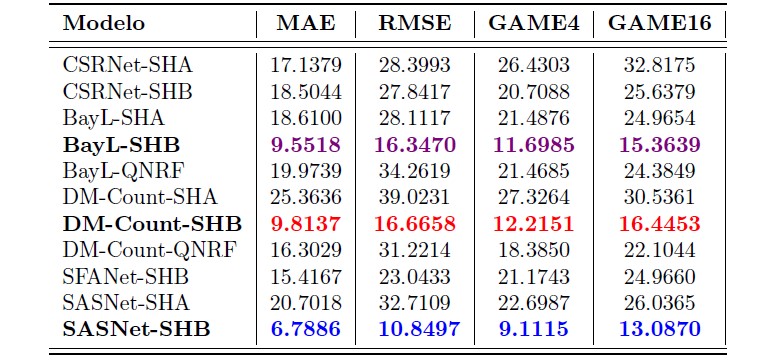 Modelo MAE RMSE GAME4 GAME16
CSRNet-SHA 17.1379 28.3993 26.4303 32.8175
CSRNet-SHB 18.5044 27.8417 20.7088 25.6379
BayL-SHA 18.6100 28.1117 21.4876 24.9654
BayL-SHB 9.5518 16.3470 11.6985 15.3639
BayL-QNRF 19.9739 34.2619 21.4685 24.3849
DM-Count-SHA 25.3636 39.0231 27.3264 30.5361
DM-Count-SHB 9.8137 16.6658 12.2151 16.4453
DM-Count-QNRF 16.3029 31.2214 18.3850 22.1044
SFANet-SHB 15.4167 23.0433 21.1743 24.9660
SASNet-SHA 20.7018 32.7109 22.6987 26.0365
SASNet-SHB 6.7886 10.8497 9.1115 13.0870